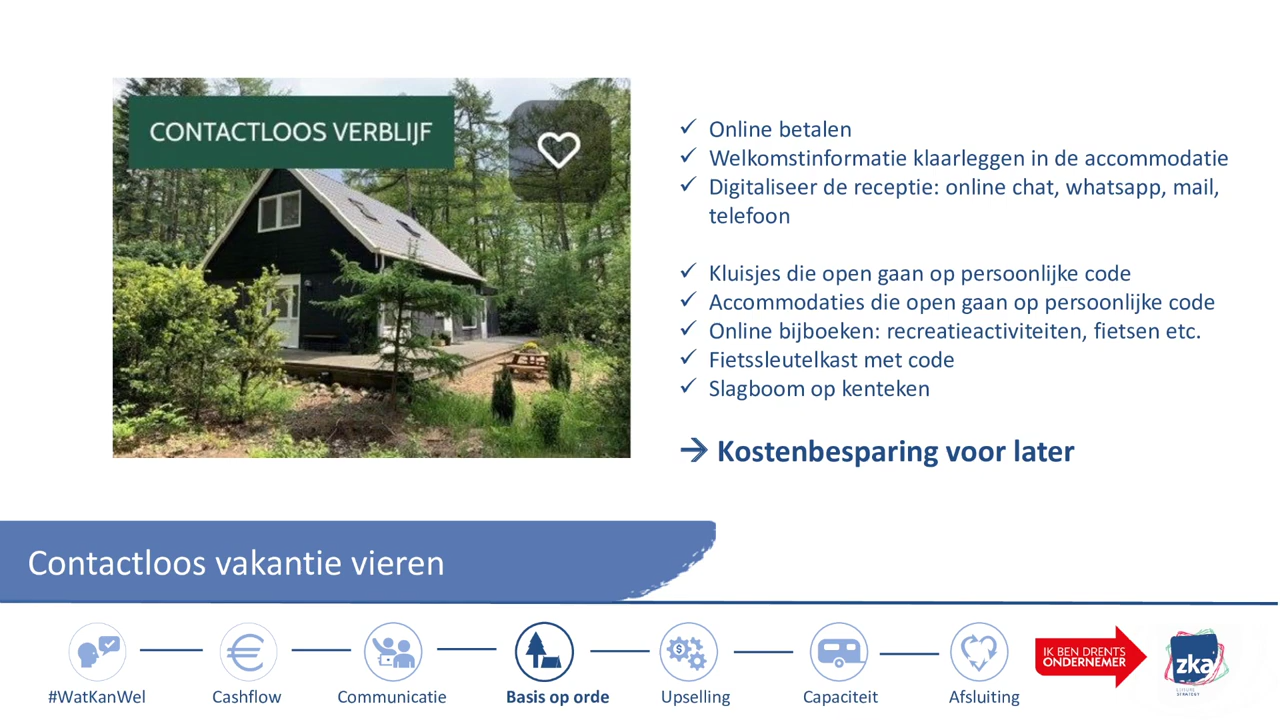 CONTACTLOOS VERBLIJF
✓ Online betalen
✓ Welkomstinformatie klaarleggen in de accommodatie
✓ Digitaliseer de receptie: online chat, whatsapp, mail,
telefoon
✓ Kluisjes die open gaan op persoonlijke code
✓ Accommodaties die open gaan op persoonlijke code
✓ Online bijboeken: recreatieactiviteiten, fietsen etc.
✓ Fietssleutelkast met code
✓ Slagboom op kenteken
→ Kostenbesparing voor later
Contactloos vakantie vieren
#WatKanWel
Cashflow
Communicatie
Basis op orde
Upselling
Capaciteit
Afsluiting
IK BEN DRENTS
ONDERNEMER
zka
LEISURE
STRATEGY